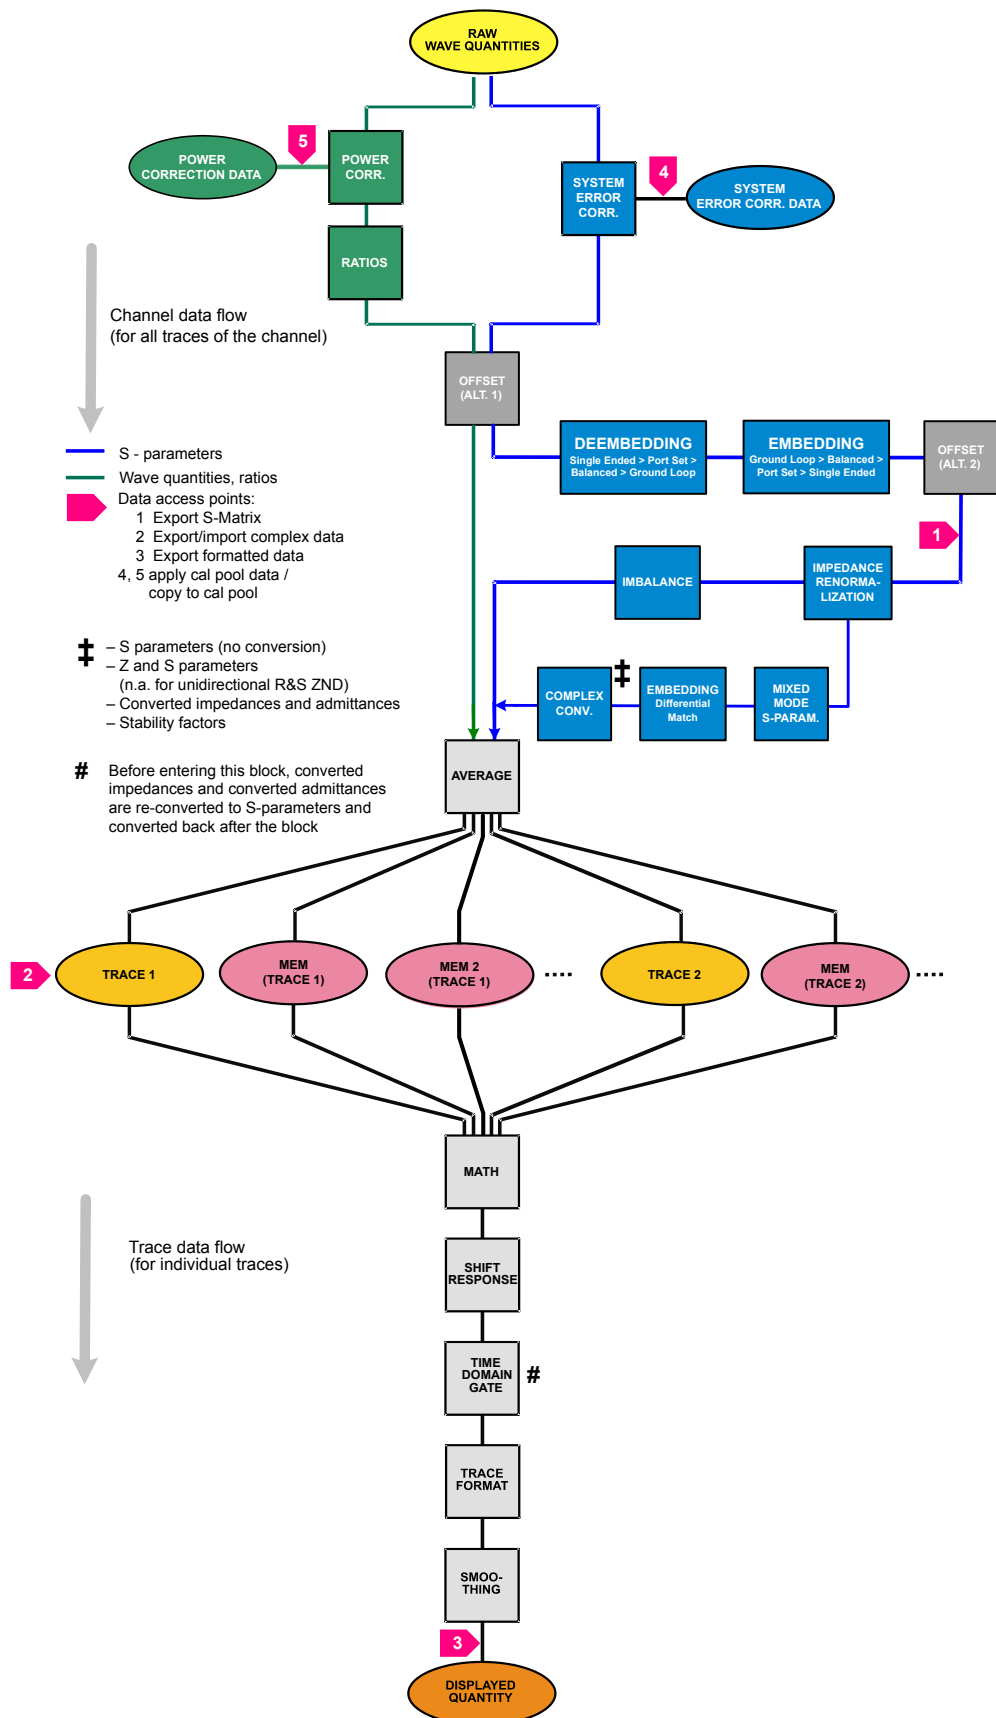 RAW
WAVE QUANTITIES
5
POWER
CORRECTION DATA
POWER
CORR.
4
SYSTEM
ERROR
CORR.
SYSTEM
ERROR CORR. DATA
RATIOS
Channel data flow
(for all traces of the channel)
OFFSET
(ALT. 1)
DEEMBEDDING
Single Ended > Port Set >
Balanced > Ground Loop
EMBEDDING
Ground Loop > Balanced >
Port Set > Single Ended
OFFSET
(ALT. 2)
S - parameters
Wave quantities, ratios
Data access points:
1 Export S-Matrix
2 Export/import complex data
3 Export formatted data
4, 5 apply cal pool data /
copy to cal pool
1
IMBALANCE
IMPEDANCE
RENORMA-
LIZATION
‡ – S parameters (no conversion)
– Z and S parameters
(n.a. for unidirectional R&S ZND)
– Converted impedances and admittances
– Stability factors
COMPLEX
CONV.
‡
EMBEDDING
Differential
Match
MIXED
MODE
S-PARAM.
# Before entering this block, converted
impedances and converted admittances
are re-converted to S-parameters and
converted back after the block
AVERAGE
2
TRACE 1
MEM
(TRACE 1)
MEM 2
(TRACE 1)
....
TRACE 2
MEM
(TRACE 2)
....
MATH
Trace data flow
(for individual traces)
SHIFT
RESPONSE
TIME
DOMAIN
GATE
#
TRACE
FORMAT
SMOO-
THING
3
DISPLAYED
QUANTITY